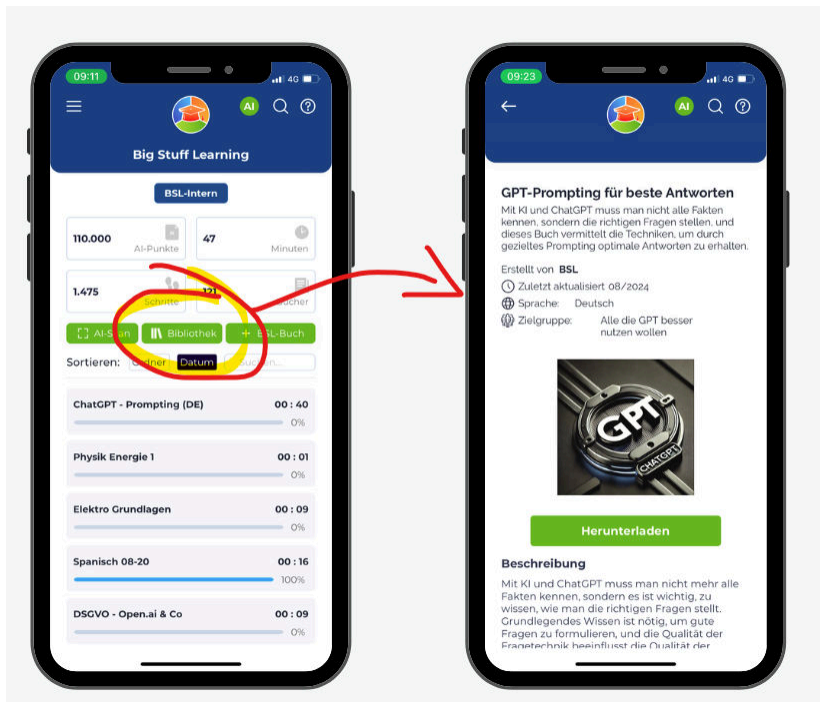 09:11
4G
AI
Big Stuff Learning
BSL-Intern
110.000
AI-Punkte
47
Minuten
1.475
Schritte
121
AI-Scan
Bibliothek
+ BSL-Buch
Sortieren:
Ordner
Datum
Suchen...
ChatGPT - Prompting (DE) 00 : 40
0%
Physik Energie 1 00 : 01
0%
Elektro Grundlagen 00 : 09
0%
Spanisch 08-20 00 : 16
100%
DSGVO - Open.ai & Co 00 : 09
0%
09:23
4G
AI
GPT-Prompting für beste Antworten
Mit KI und ChatGPT muss man nicht alle Fakten
kennen, sondern die richtigen Fragen stellen, und
dieses Buch vermittelt die Techniken, um durch
gezieltes Prompting optimale Antworten zu erhalten.
Erstellt von BSL
Zuletzt aktualisiert 08/2024
Sprache: Deutsch
Zielgruppe: Alle die GPT besser
nutzen wollen
GPT
CHATGPT
Herunterladen
Beschreibung
Mit KI und ChatGPT muss man nicht mehr alle
Fakten kennen, sondern es ist wichtig, zu
wissen, wie man die richtigen Fragen stellt.
Grundlegendes Wissen ist nötig, um gute
Fragen zu formulieren, und die Qualität der
Fragetechnik beeinflusst die Qualität der